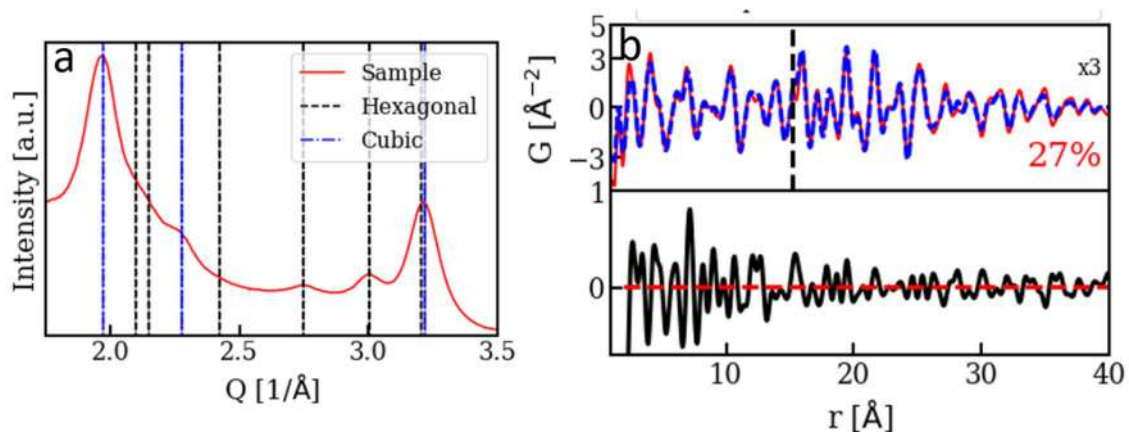 a
Sample
Hexagonal
Cubic
Intensity [a.u.]
2.0 2.5 3.0 3.5
Q [1/Å]
b
5
3
0
−3
G [Å⁻²]
x3
27%
1
0
10 20 30 40
r [Å]